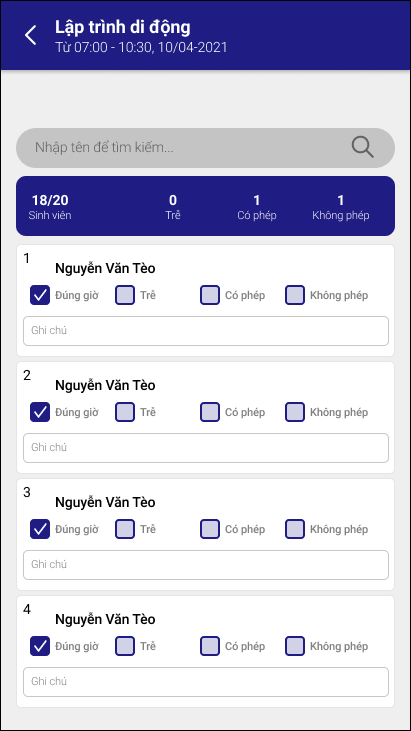 Lập trình di động
Từ 07:00 - 10:30, 10/04-2021
Nhập tên để tìm kiếm...
18/20 0 1 1
Sinh viên Trễ Có phép Không phép
1
Nguyễn Văn Tèo
Đúng giờ Trễ Có phép Không phép
Ghi chú
2
Nguyễn Văn Tèo
Đúng giờ Trễ Có phép Không phép
Ghi chú
3
Nguyễn Văn Tèo
Đúng giờ Trễ Có phép Không phép
Ghi chú
4
Nguyễn Văn Tèo
Đúng giờ Trễ Có phép Không phép
Ghi chú